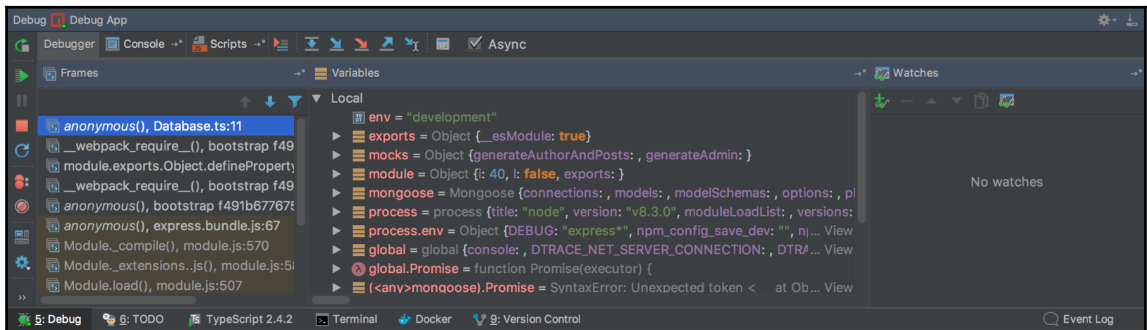 Debug Debug App
Debugger Console Scripts Async
Frames
anonymous(), Database.ts:11
__webpack_require__(), bootstrap f49
module.exports.Object.defineProperty
__webpack_require__(), bootstrap f49
anonymous(), bootstrap f491b677675
anonymous(), express.bundle.js:67
Module._compile(), module.js:570
Module._extensions..js(), module.js:5
Module.load(), module.js:507
Variables
Local
env = "development"
exports = Object {__esModule: true}
mocks = Object {generateAuthorAndPosts: , generateAdmin: }
module = Object {i: 40, l: false, exports: }
mongoose = Mongoose {connections: , models: , modelSchemas: , options: , pl
process = process {title: "node", version: "v8.3.0", moduleLoadList: , versions:
process.env = Object {DEBUG: "express*", npm_config_save_dev: "", n... View
global = global {console: , DTRACE_NET_SERVER_CONNECTION: , DTRA... View
global.Promise = function Promise(executor) {
(<any>mongoose).Promise = SyntaxError: Unexpected token < at Ob... View
Watches
No watches
5: Debug 6: TODO TypeScript 2.4.2 Terminal Docker 9: Version Control Event Log